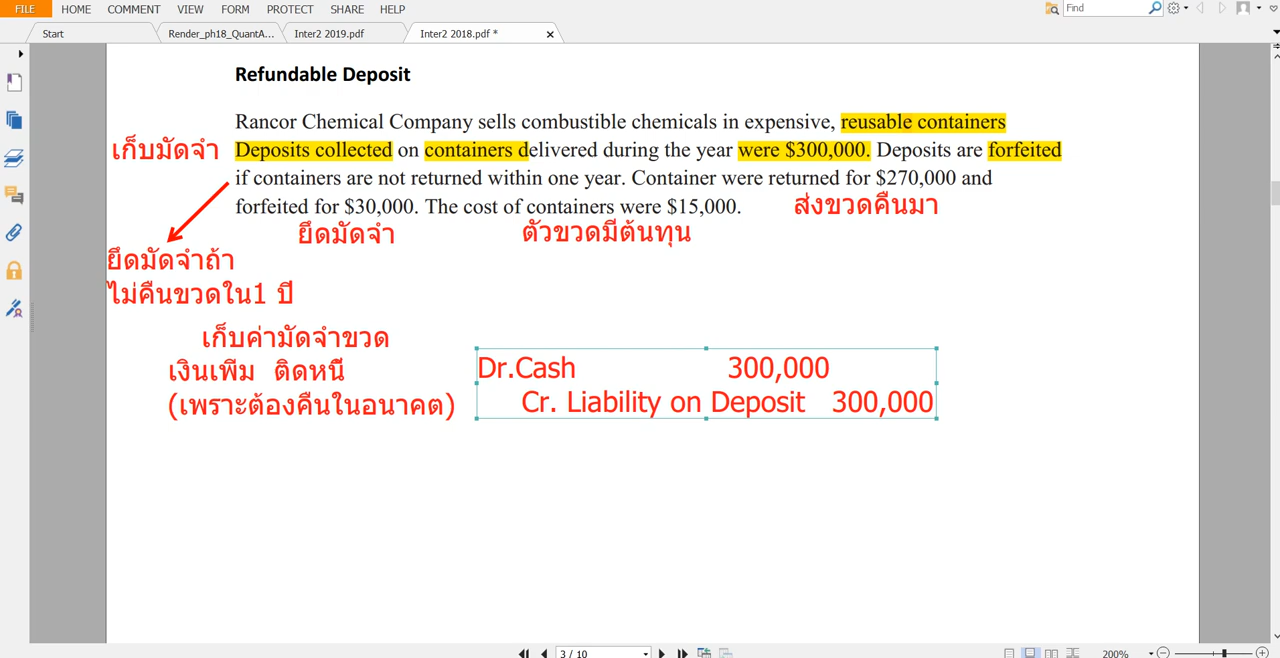 FILE HOME COMMENT VIEW FORM PROTECT SHARE HELP Find
Start Render_ph18_QuantA... Inter2 2019.pdf Inter2 2018.pdf *
Refundable Deposit
Rancor Chemical Company sells combustible chemicals in expensive, reusable containers
เก็บมัดจำ Deposits collected on containers delivered during the year were $300,000. Deposits are forfeited
if containers are not returned within one year. Container were returned for $270,000 and
forfeited for $30,000. The cost of containers were $15,000. ส่งขวดคืนมา
ยึดมัดจำ ตัวขวดมีต้นทุน
ยึดมัดจำถ้า
ไม่คืนขวดใน1 ปี
เก็บค่ามัดจำขวด
เงินเพิ่ม ติดหนี้
(เพราะต้องคืนในอนาคต)
Dr.Cash 300,000
Cr. Liability on Deposit 300,000
3 / 10 200%